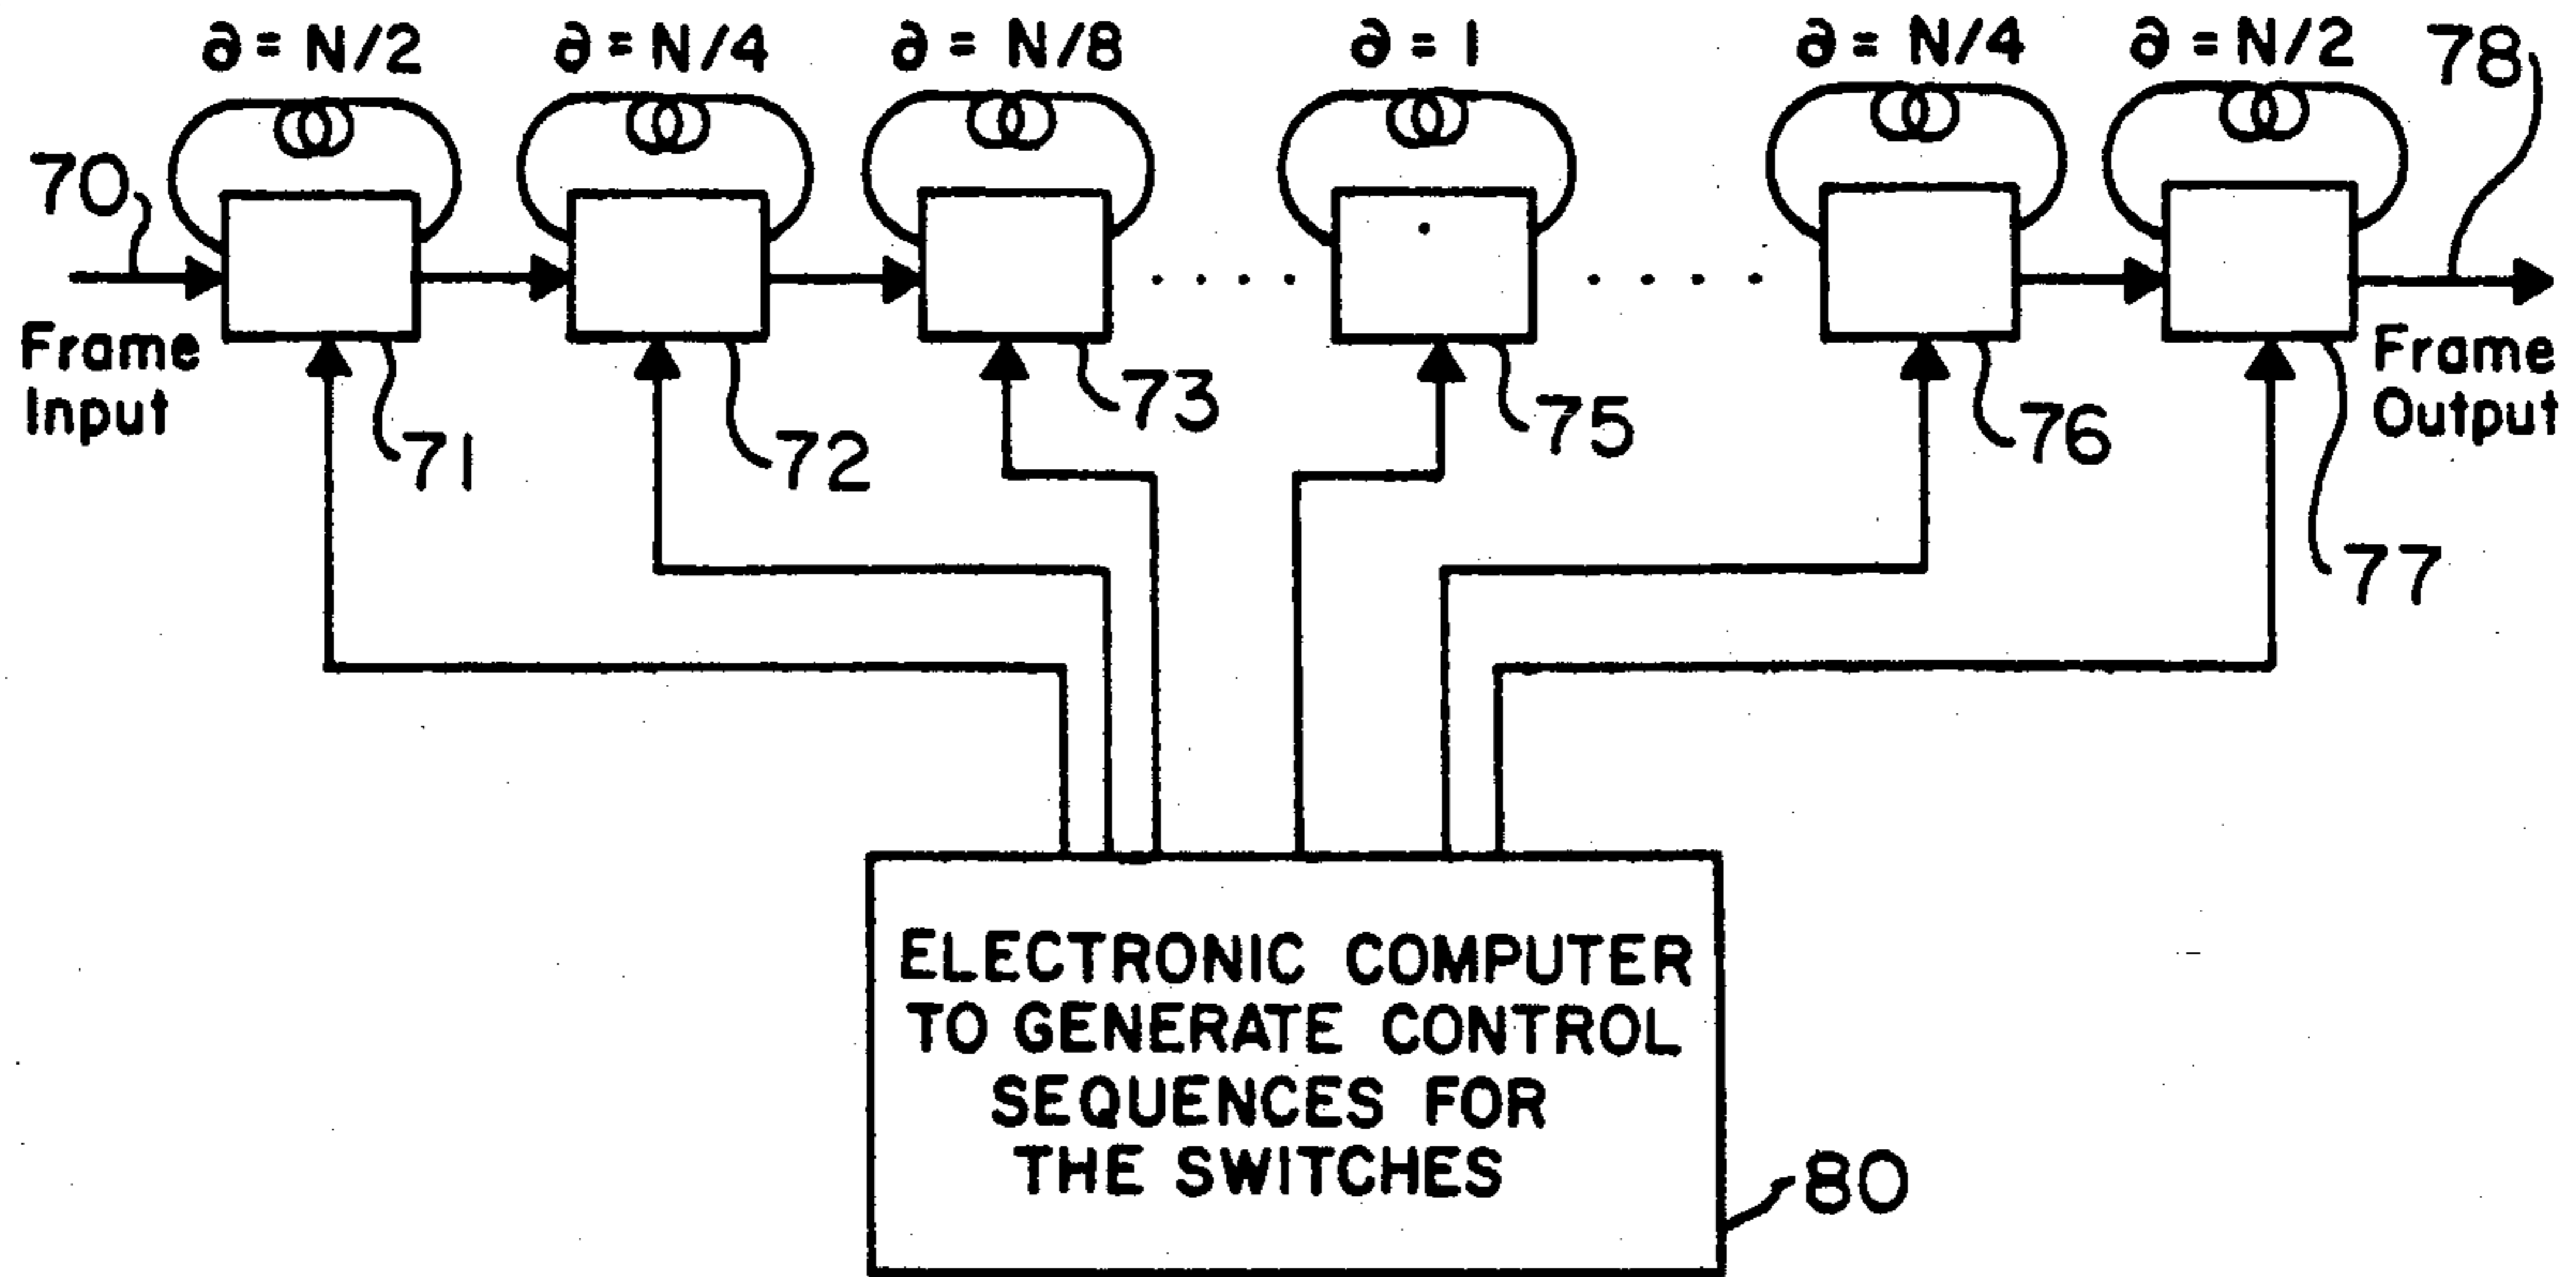 ∂ = N/2
∂ = N/4
∂ = N/8
∂ = 1
∂ = N/4
∂ = N/2
78
70
Frame
Input
71
72
73
75
76
77
Frame
Output
ELECTRONIC COMPUTER
TO GENERATE CONTROL
SEQUENCES FOR
THE SWITCHES
80